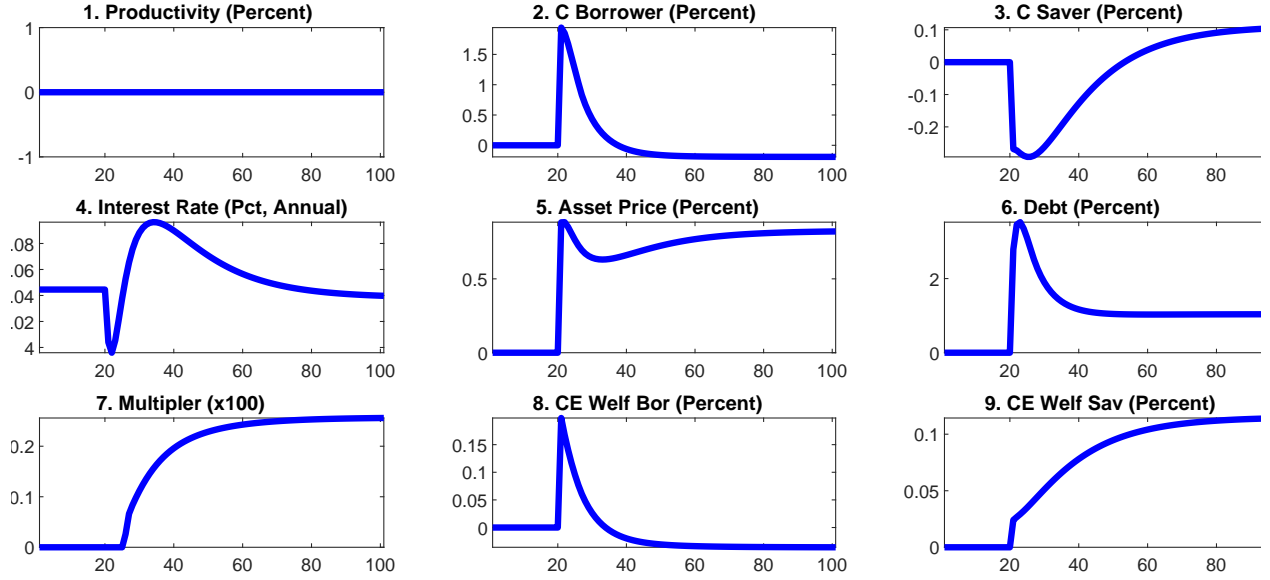 1. Productivity (Percent)
1
0
-1
20 40 60 80 100
2. C Borrower (Percent)
1.5
1
0.5
0
20 40 60 80 100
3. C Saver (Percent)
0.1
0
-0.1
-0.2
20 40 60 80
4. Interest Rate (Pct, Annual)
.08
.06
.04
.02
4
20 40 60 80 100
5. Asset Price (Percent)
0.5
0
20 40 60 80 100
6. Debt (Percent)
2
0
20 40 60 80
7. Multipler (x100)
0.2
0.1
0
20 40 60 80 100
8. CE Welf Bor (Percent)
0.15
0.1
0.05
0
20 40 60 80 100
9. CE Welf Sav (Percent)
0.1
0.05
0
20 40 60 80